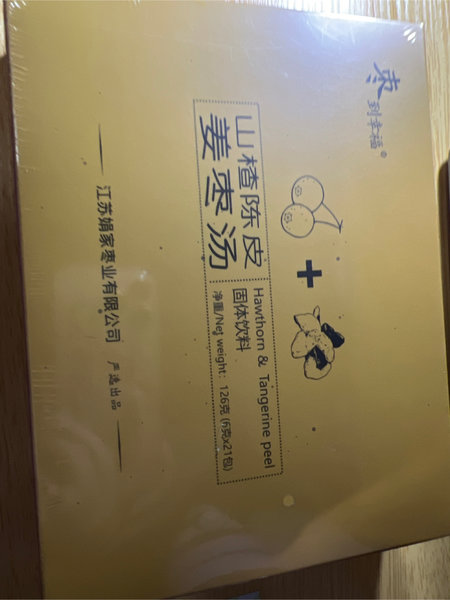 枣到幸福®
山楂陈皮
姜枣汤
Hawthorn & Tangerine peel
固体饮料
净重/Net weight: 126克 (6克x21包)
江苏娟家枣业有限公司 严选出品